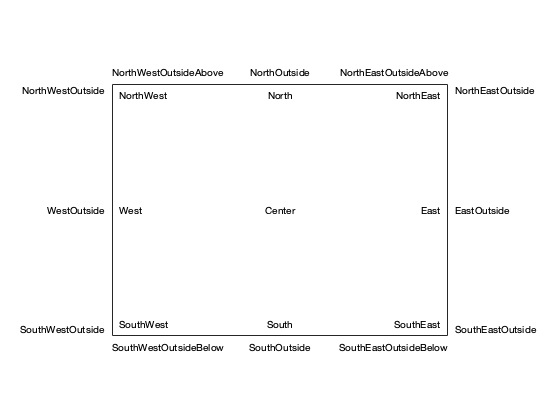 NorthWestOutsideAbove NorthOutside NorthEastOutsideAbove
NorthWestOutside NorthEastOutside
NorthWest North NorthEast
WestOutside West Center East EastOutside
SouthWest South SouthEast
SouthWestOutside SouthEastOutside
SouthWestOutsideBelow SouthOutside SouthEastOutsideBelow